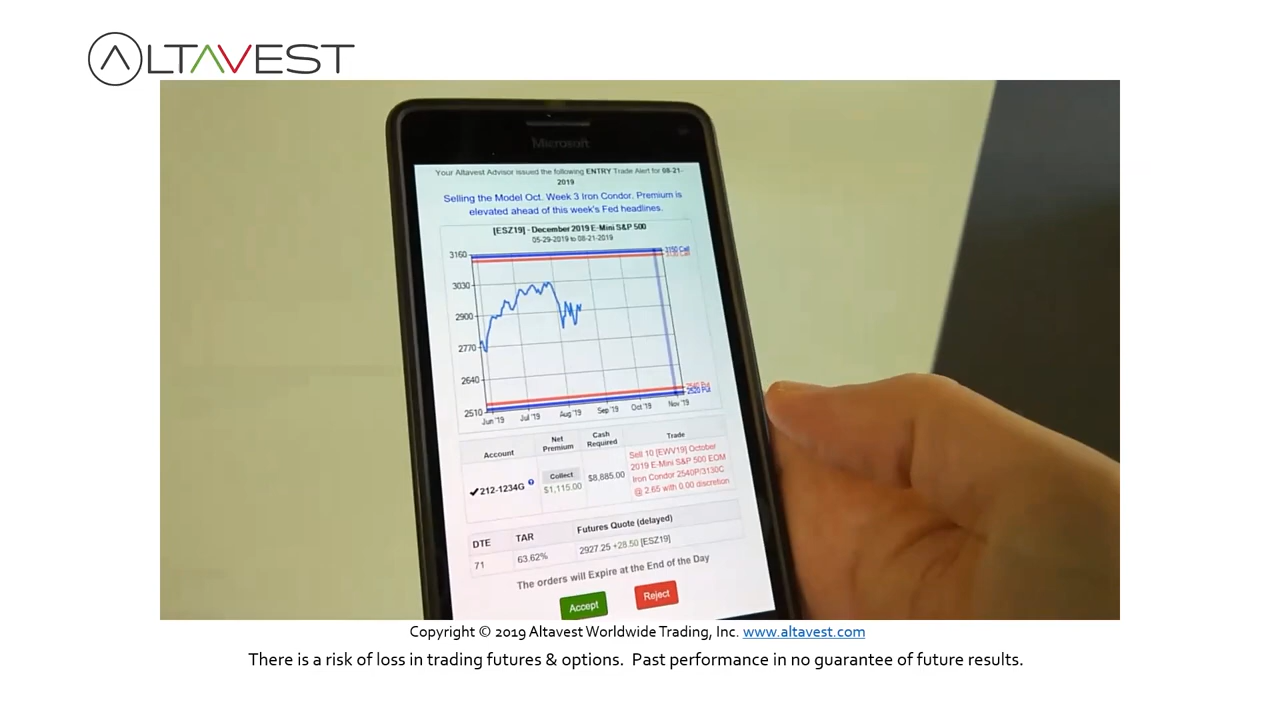 ALTAVEST
Microsoft
Your Altavest Advisor issued the following ENTRY Trade Alert for 08-21-
2019
Selling the Model Oct. Week 3 Iron Condor. Premium is
elevated ahead of this week's Fed headlines.
[ESZ19] - December 2019 E-Mini S&P 500
05-29-2019 to 08-21-2019
3160
3150 Call
3130 Call
3030
2900
2770
2640
2510
2540 Put
2520 Put
Jun '19 Jul '19 Aug '19 Sep '19 Oct '19 Nov '19
Account Net Premium Cash Required Trade
✔212-1234G Collect $1,115.00 $8,885.00
Sell 10 [EWV19] October
2019 E-Mini S&P 500 EOM
Iron Condor 2540P/3130C
@ 2.65 with 0.00 discretion
DTE TAR Futures Quote (delayed)
71 63.62% 2927.25 +28.50 [ESZ19]
The orders will Expire at the End of the Day
Accept Reject
Copyright © 2019 Altavest Worldwide Trading, Inc. www.altavest.com
There is a risk of loss in trading futures & options. Past performance in no guarantee of future results.